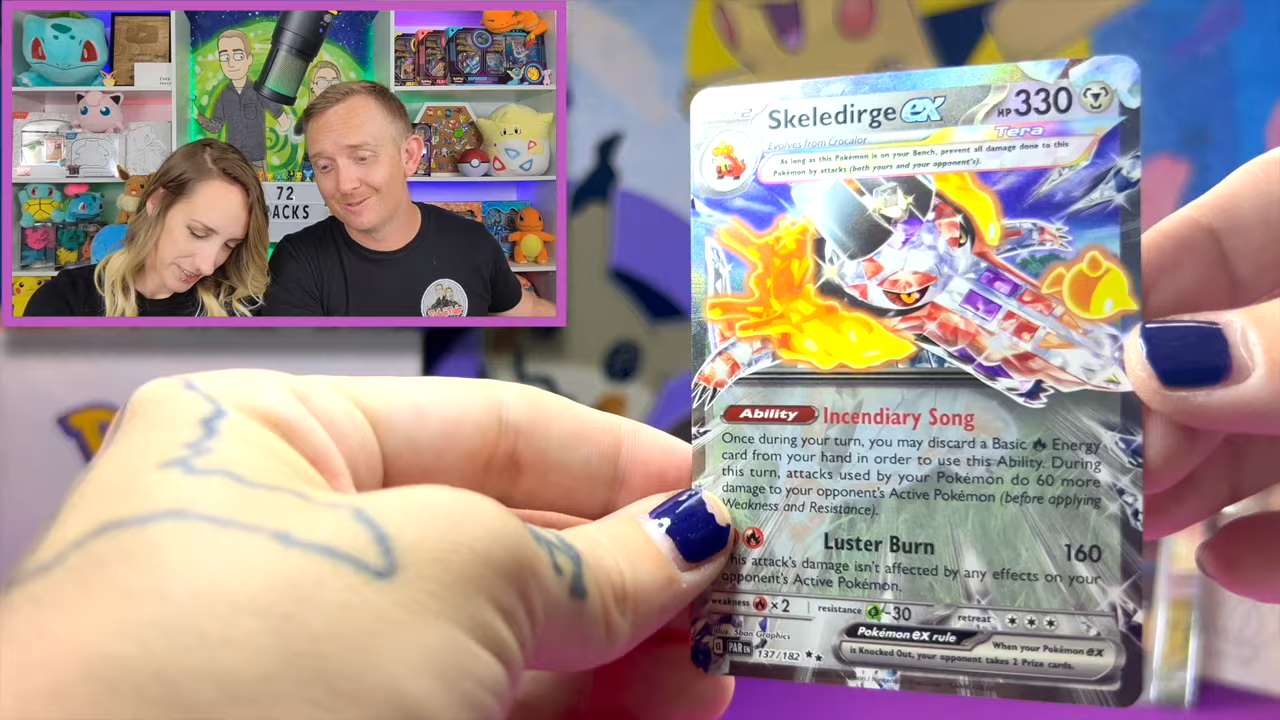 72
PACKS
Skeledirge ex
HP 330
Evolves from Crocalor
Tera
As long as this Pokémon is on your Bench, prevent all damage done to this
Pokémon by attacks (both yours and your opponent's).
Ability Incendiary Song
Once during your turn, you may discard a Basic Energy
card from your hand in order to use this Ability. During
this turn, attacks used by your Pokémon do 60 more
damage to your opponent's Active Pokémon (before applying
Weakness and Resistance).
Luster Burn 160
his attack's damage isn't affected by any effects on your
opponent's Active Pokémon.
weakness ×2 resistance -30 retreat
Illus. 5ban Graphics
Pokémon ex rule When your Pokémon ex
is Knocked Out, your opponent takes 2 Prize cards.
G PAR EN 137/182 ★★